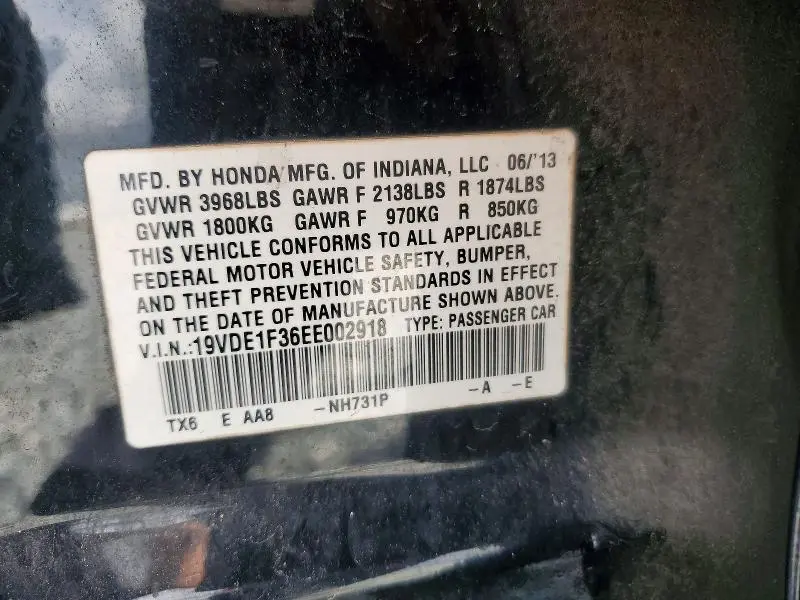 MFD. BY HONDA MFG. OF INDIANA, LLC 06/'13
GVWR 3968LBS GAWR F 2138LBS R 1874LBS
GVWR 1800KG GAWR F 970KG R 850KG
THIS VEHICLE CONFORMS TO ALL APPLICABLE
FEDERAL MOTOR VEHICLE SAFETY, BUMPER,
AND THEFT PREVENTION STANDARDS IN EFFECT
ON THE DATE OF MANUFACTURE SHOWN ABOVE.
V.I.N.:19VDE1F36EE002918 TYPE: PASSENGER CAR
TX6 E AA8 -NH731P -A -E